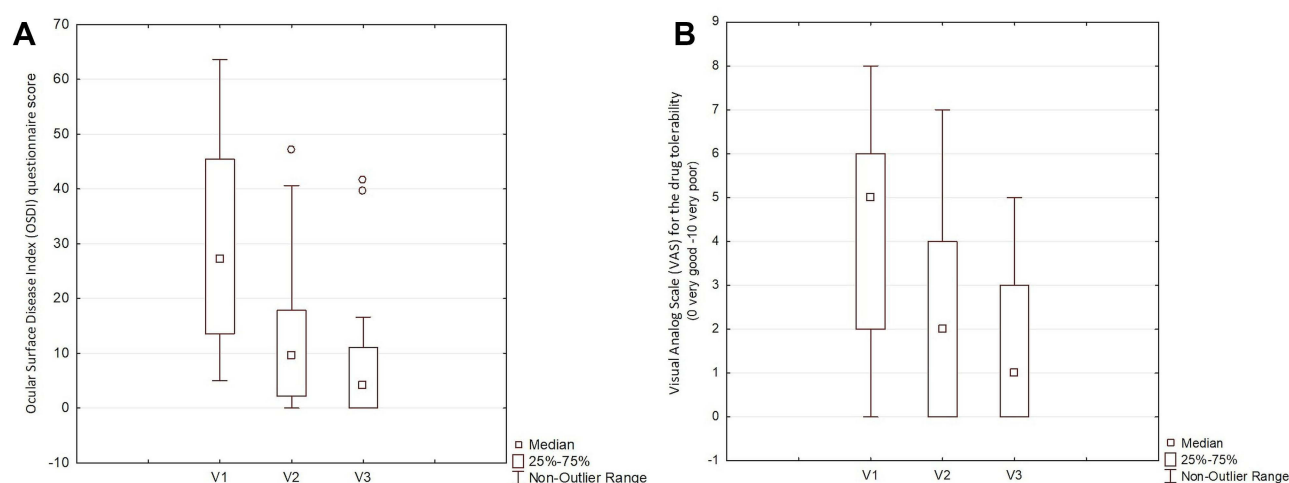 A
Ocular Surface Disease Index (OSDI) questionnaire score
70
60
50
40
30
20
10
0
-10
V1 V2 V3
Median
25%-75%
Non-Outlier Range
B
Visual Analog Scale (VAS) for the drug tolerability
(0 very good -10 very poor)
9
8
7
6
5
4
3
2
1
0
-1
V1 V2 V3
Median
25%-75%
Non-Outlier Range